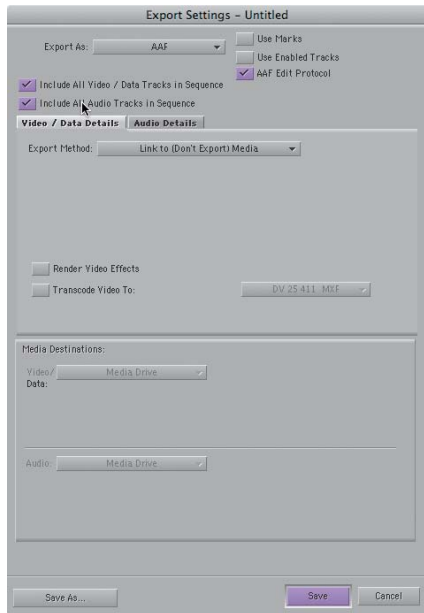 Export Settings – Untitled
Export As: AAF
Use Marks
Use Enabled Tracks
AAF Edit Protocol
Include All Video / Data Tracks in Sequence
Include All Audio Tracks in Sequence
Video / Data Details Audio Details
Export Method: Link to (Don't Export) Media
Render Video Effects
Transcode Video To: DV 25 411 MXF
Media Destinations:
Video/ Media Drive
Data:
Audio: Media Drive
Save As... Save Cancel